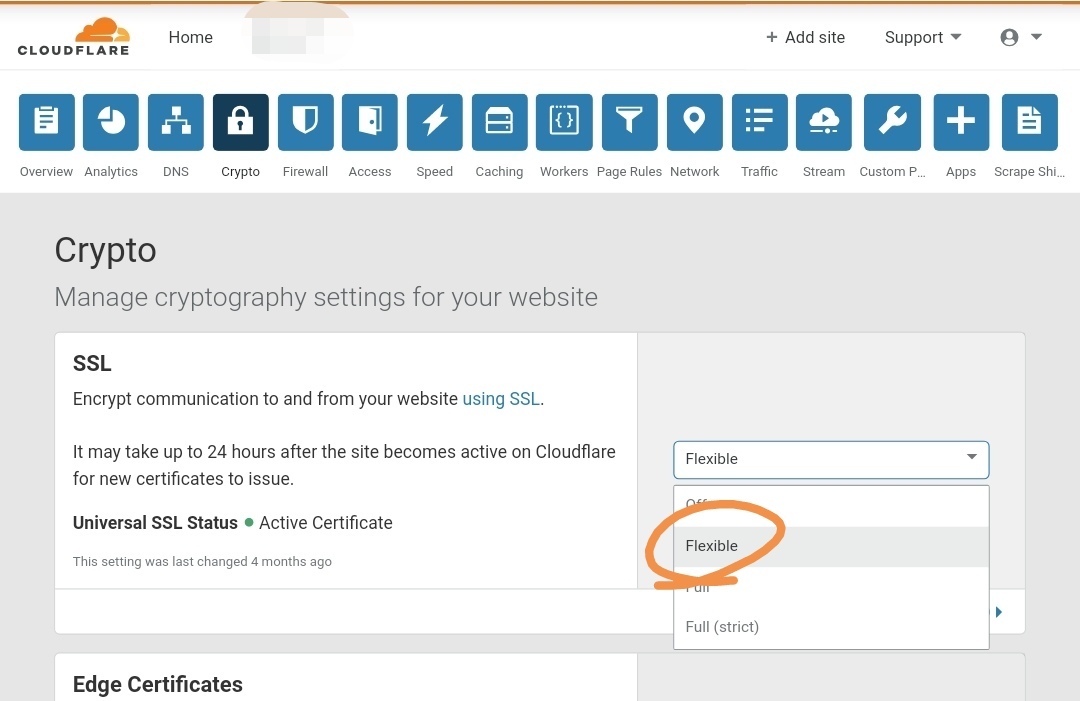 CLOUDFLARE
Home
+ Add site
Support
Overview
Analytics
DNS
Crypto
Firewall
Access
Speed
Caching
Workers
Page Rules
Network
Traffic
Stream
Custom P...
Apps
Scrape Shi...
Crypto
Manage cryptography settings for your website
SSL
Encrypt communication to and from your website using SSL.
It may take up to 24 hours after the site becomes active on Cloudflare
for new certificates to issue.
Universal SSL Status Active Certificate
This setting was last changed 4 months ago
Flexible
Off
Flexible
Full
Full (strict)
Edge Certificates